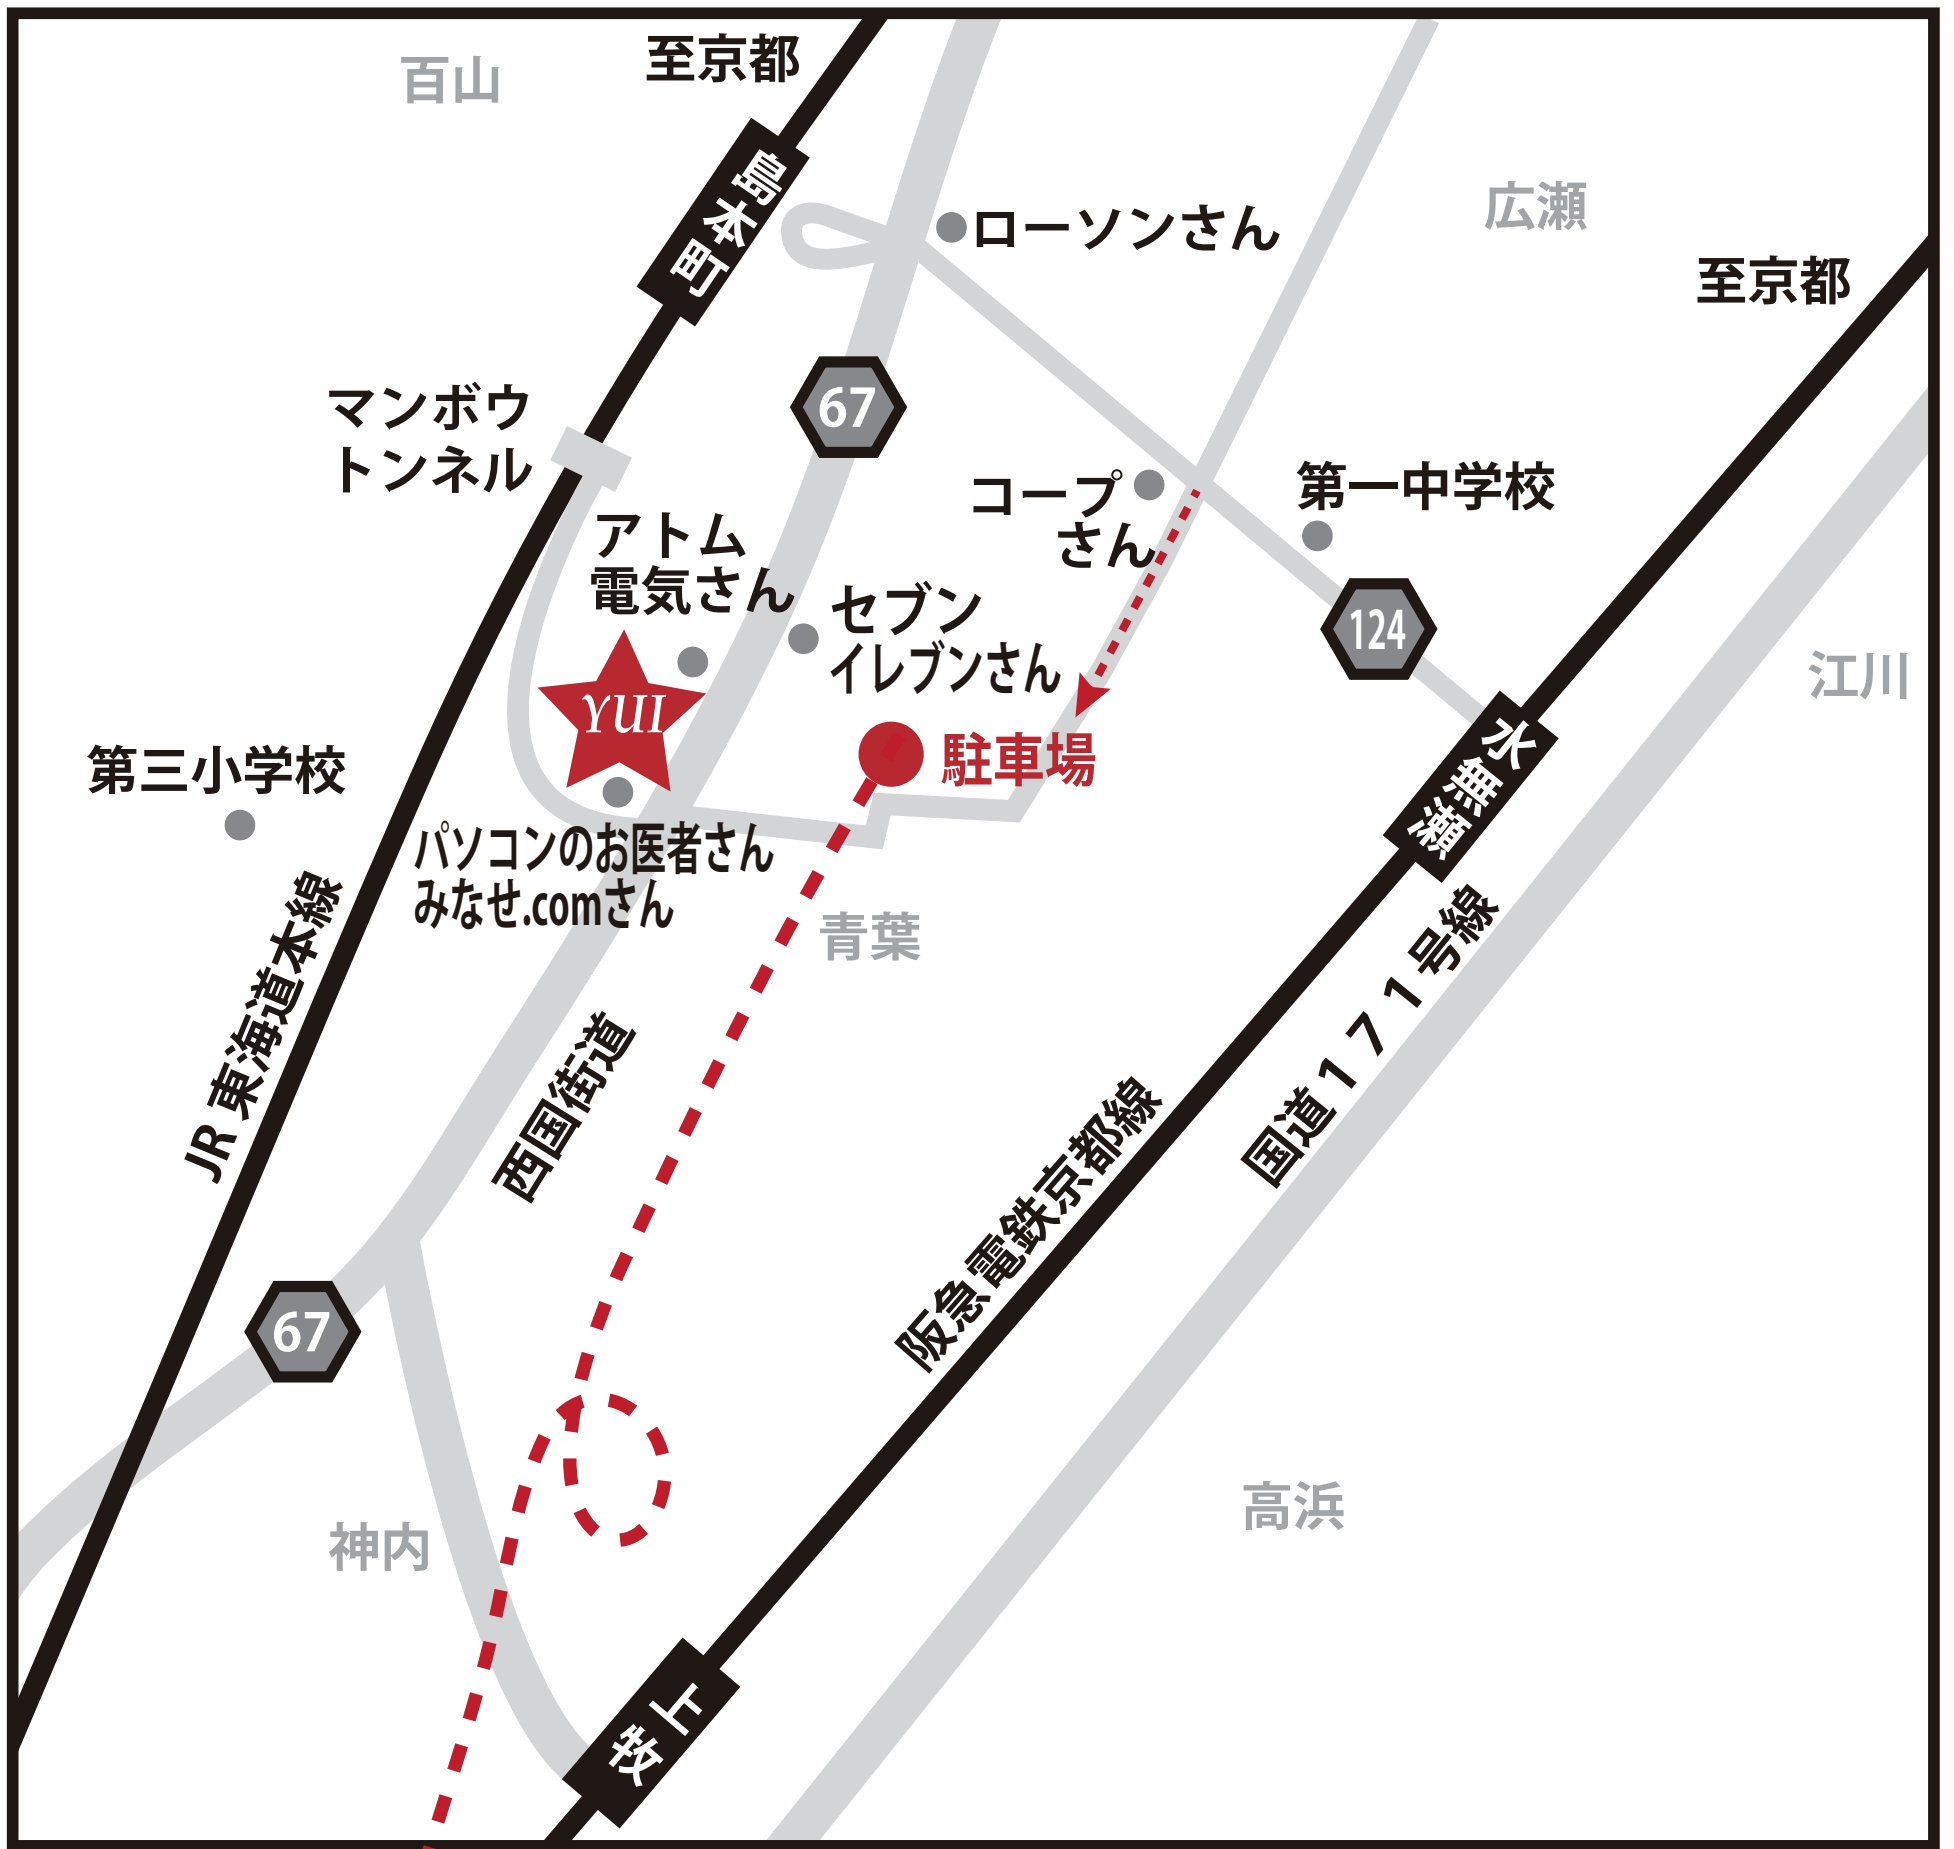 百山
至京都
島本町
広瀬
ローソンさん
至京都
67
マンボウ
トンネル
コープ
さん
第一中学校
アトム
電気さん
セブン
イレブンさん
124
江川
YUI
駐車場
水無瀬
第三小学校
パソコンのお医者さん
みなせ.comさん
青葉
JR 東海道本線
西国街道
国道171号線
阪急電鉄京都線
67
神内
高浜
上牧